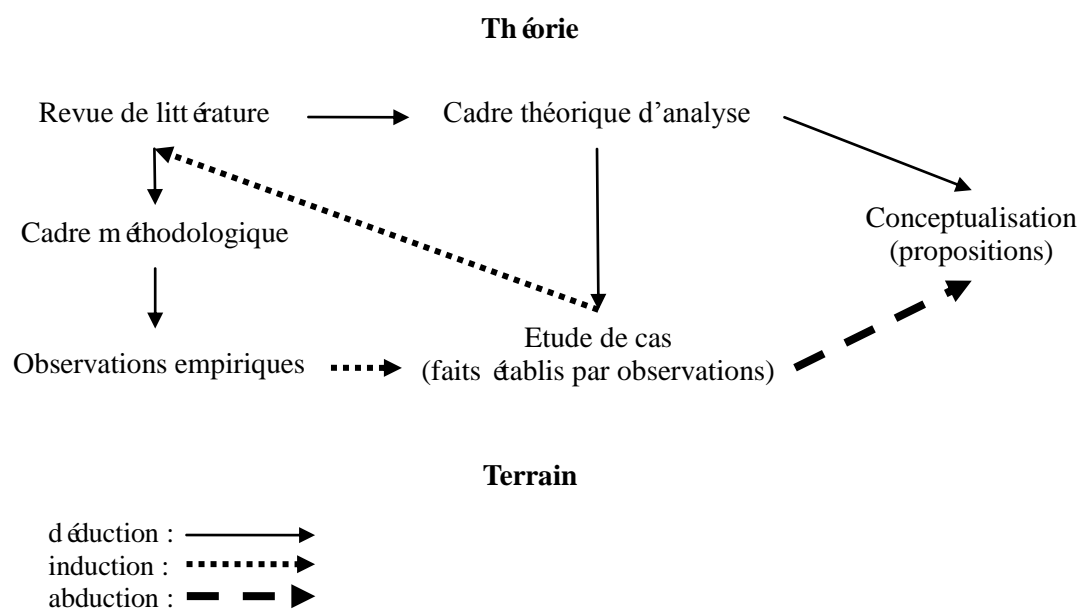 Théorie
Revue de littérature
Cadre théorique d'analyse
Cadre méthodologique
Conceptualisation
(propositions)
Observations empiriques
Etude de cas
(faits établis par observations)
Terrain
déduction :
induction :
abduction :